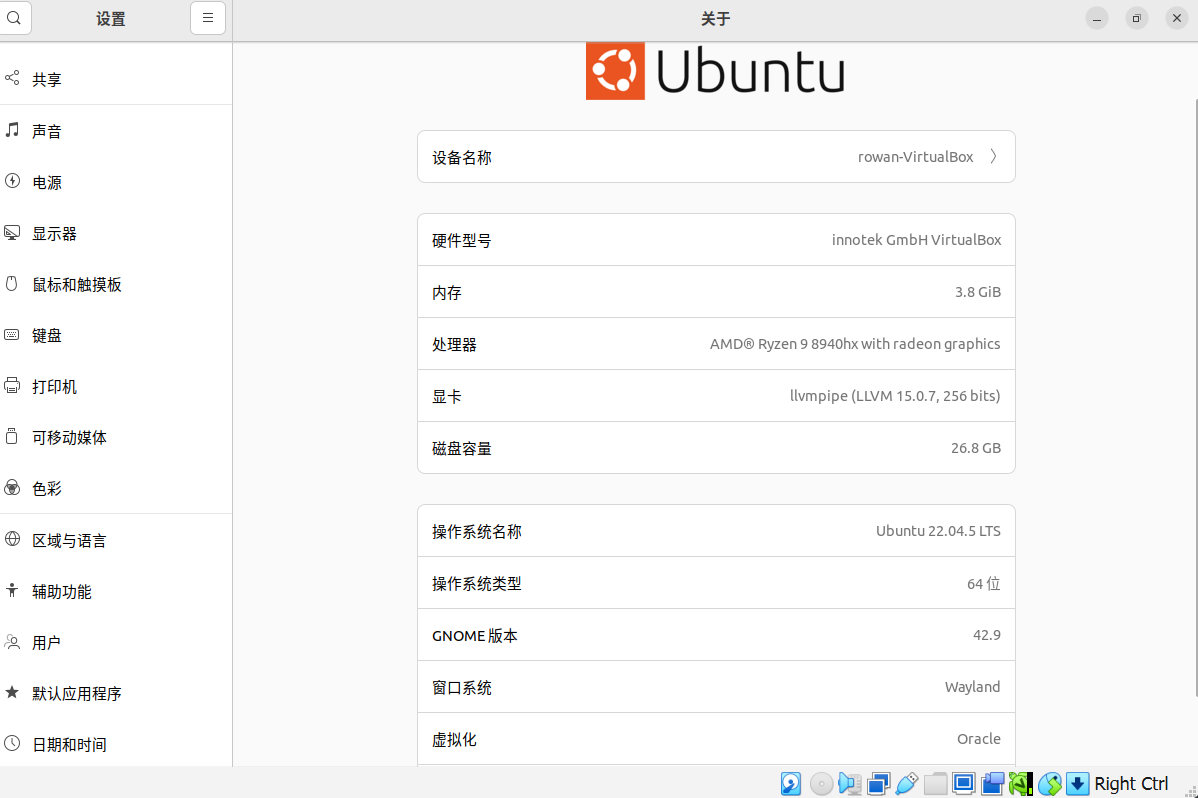 设置
关于
共享
声音
电源
显示器
鼠标和触摸板
键盘
打印机
可移动媒体
色彩
区域与语言
辅助功能
用户
默认应用程序
日期和时间
Ubuntu
设备名称 rowan-VirtualBox
硬件型号 innotek GmbH VirtualBox
内存 3.8 GiB
处理器 AMD® Ryzen 9 8940hx with radeon graphics
显卡 llvmpipe (LLVM 15.0.7, 256 bits)
磁盘容量 26.8 GB
操作系统名称 Ubuntu 22.04.5 LTS
操作系统类型 64 位
GNOME 版本 42.9
窗口系统 Wayland
虚拟化 Oracle
Right Ctrl